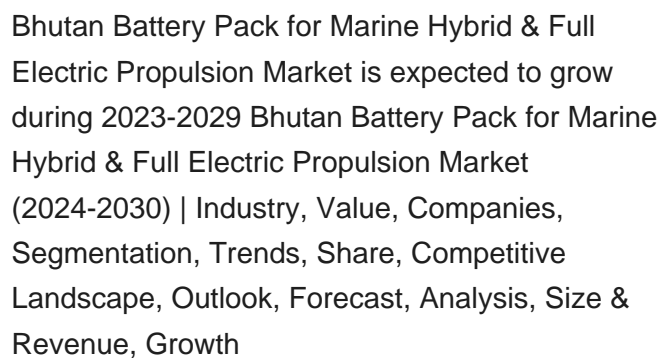 Bhutan Battery Pack for Marine Hybrid & Full
Electric Propulsion Market is expected to grow
during 2023-2029 Bhutan Battery Pack for Marine
Hybrid & Full Electric Propulsion Market
(2024-2030) | Industry, Value, Companies,
Segmentation, Trends, Share, Competitive
Landscape, Outlook, Forecast, Analysis, Size &
Revenue, Growth